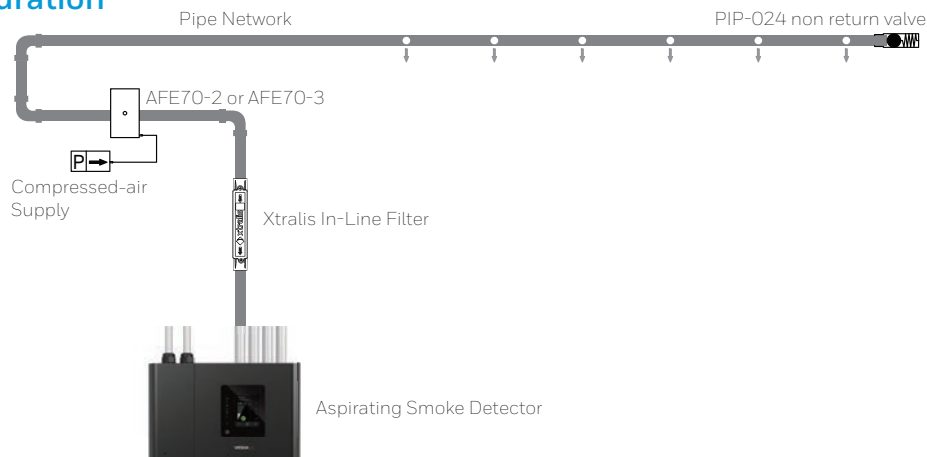 uration
Pipe Network
PIP-024 non return valve
AFE70-2 or AFE70-3
P
Compressed-air
Supply
xtralis
Xtralis In-Line Filter
Aspirating Smoke Detector